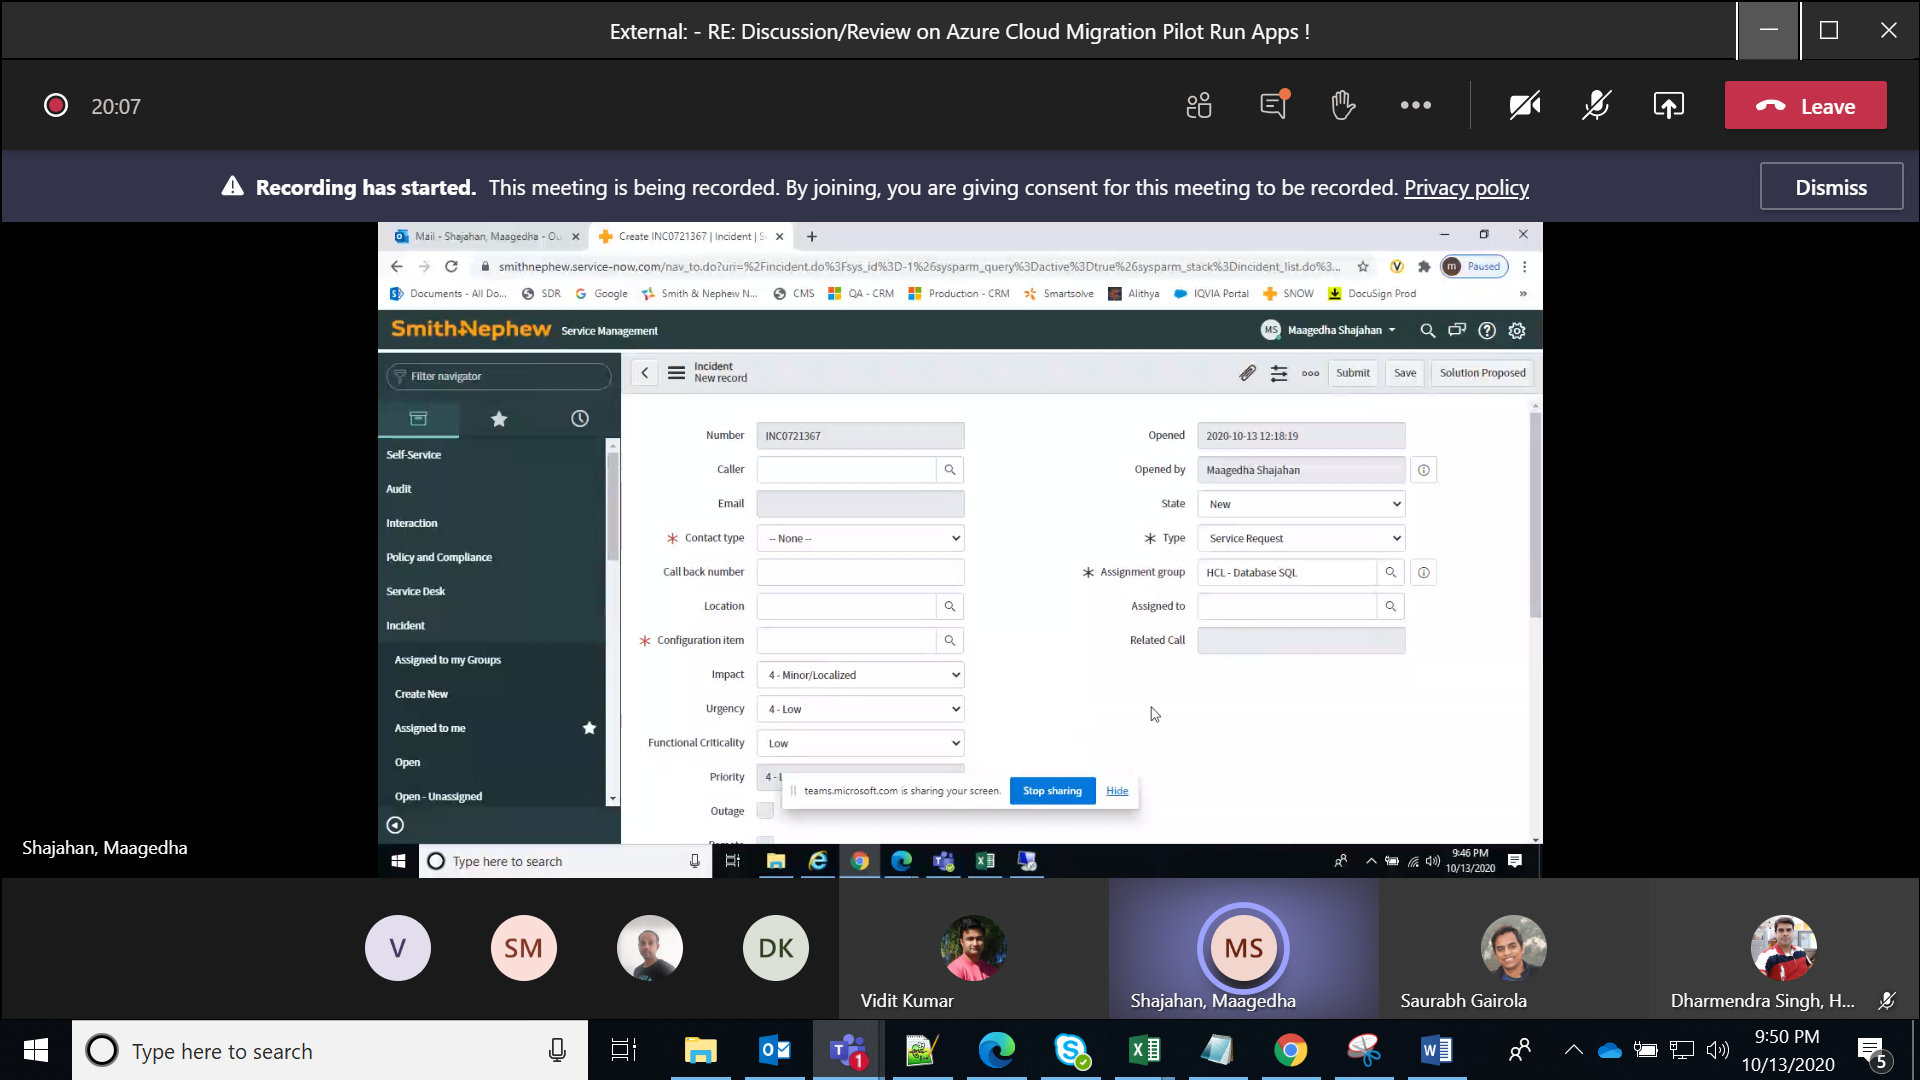 External: - RE: Discussion/Review on Azure Cloud Migration Pilot Run Apps !
20:07
Leave
Recording has started. This meeting is being recorded. By joining, you are giving consent for this meeting to be recorded. Privacy policy
Dismiss
Mail - Shajahan, Maagedha - Ou
Create INC0721367 | Incident | S
smithnephew.service-now.com/nav_to.do?uri=%2Fincident.do%3Fsys_id%3D-1%26sysparm_query%3Dactive%3Dtrue%26sysparm_stack%3Dincident_list.do%3...
m Paused
Documents - All Do...
SDR
Google
Smith & Nephew N...
CMS
QA - CRM
Production - CRM
Smartsolve
Alithya
IQVIA Portal
SNOW
DocuSign Prod
»
Smith+Nephew Service Management
MS Maagedha Shajahan
Filter navigator
Incident
New record
Submit
Save
Solution Proposed
Self-Service
Audit
Interaction
Policy and Compliance
Service Desk
Incident
Assigned to my Groups
Create New
Assigned to me
Open
Open - Unassigned
Number INC0721367
Caller
Email
Contact type -- None --
Call back number
Location
Configuration item
Impact 4 - Minor/Localized
Urgency 4 - Low
Functional Criticality Low
Priority 4 - L
Outage
Opened 2020-10-13 12:18:19
Opened by Maagedha Shajahan
State New
Type Service Request
Assignment group HCL - Database SQL
Assigned to
Related Call
teams.microsoft.com is sharing your screen.
Stop sharing
Hide
Type here to search
9:46 PM
10/13/2020
Shajahan, Maagedha
V
SM
DK
MS
Vidit Kumar
Shajahan, Maagedha
Saurabh Gairola
Dharmendra Singh, H...
Type here to search
1
9:50 PM
10/13/2020
5